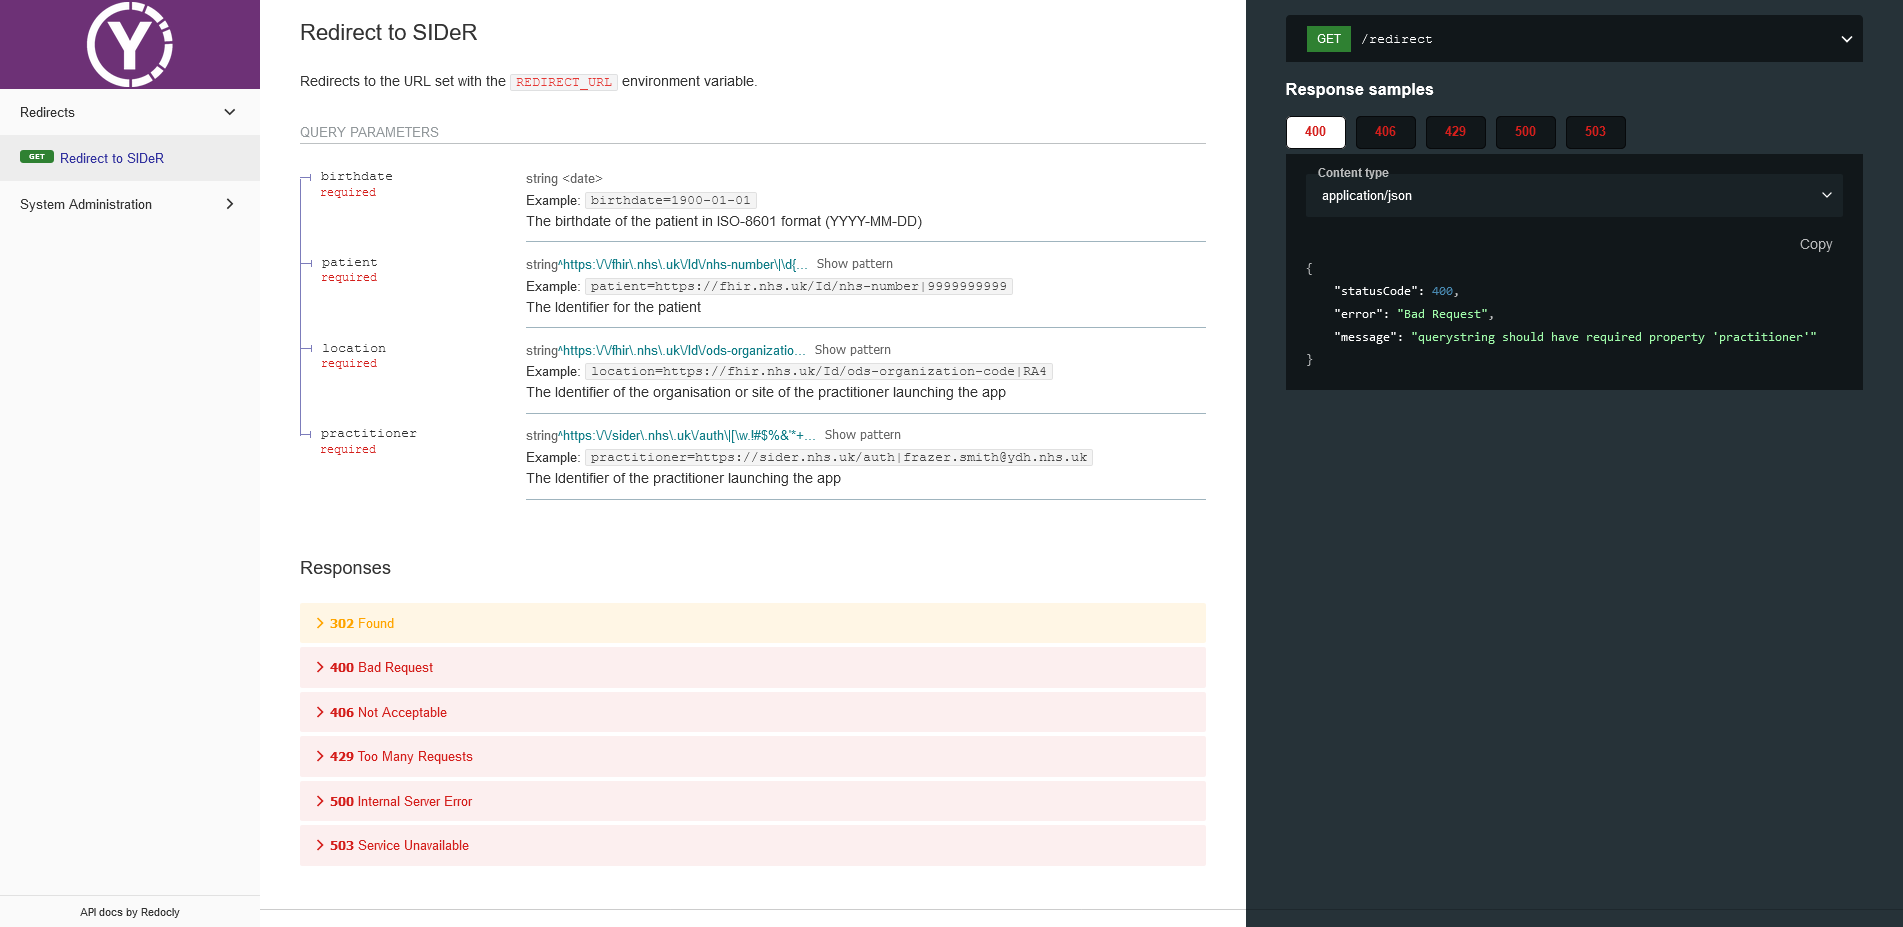 Y
Redirects
GET Redirect to SIDeR
System Administration
API docs by Redocly
Redirect to SIDeR
Redirects to the URL set with the REDIRECT_URL environment variable.
QUERY PARAMETERS
birthdate
required
string <date>
Example: birthdate=1900-01-01
The birthdate of the patient in ISO-8601 format (YYYY-MM-DD)
patient
required
string^https:\/\/fhir\.nhs\.uk\/Id\/nhs-number\|\d{... Show pattern
Example: patient=https://fhir.nhs.uk/Id/nhs-number|9999999999
The Identifier for the patient
location
required
string^https:\/\/fhir\.nhs\.uk\/Id\/ods-organizatio... Show pattern
Example: location=https://fhir.nhs.uk/Id/ods-organization-code|RA4
The Identifier of the organisation or site of the practitioner launching the app
practitioner
required
string^https:\/\/sider\.nhs\.uk\/auth\|[\w.!#$%&'*+... Show pattern
Example: practitioner=https://sider.nhs.uk/auth|frazer.smith@ydh.nhs.uk
The Identifier of the practitioner launching the app
Responses
302 Found
400 Bad Request
406 Not Acceptable
429 Too Many Requests
500 Internal Server Error
503 Service Unavailable
GET /redirect
Response samples
400 406 429 500 503
Content type
application/json
Copy
{
"statusCode": 400,
"error": "Bad Request",
"message": "querystring should have required property 'practitioner'"
}